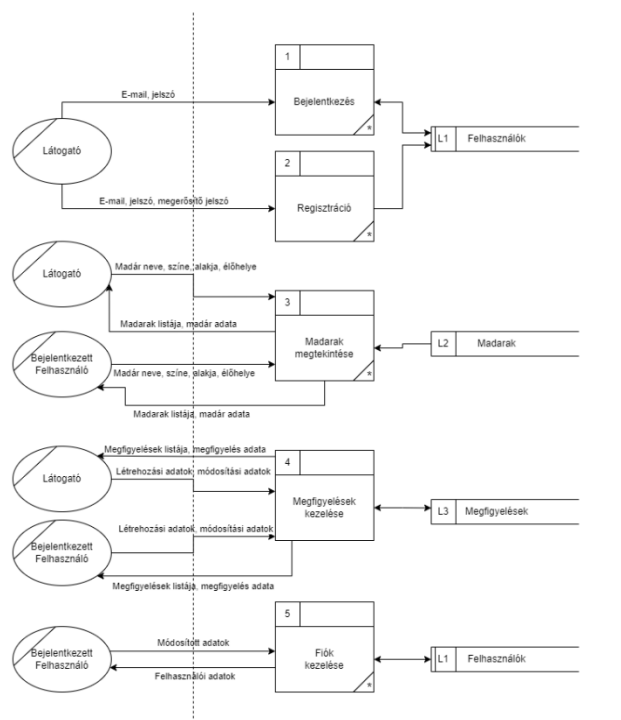 1
E-mail, jelszó
Bejelentkezés
*
L1 Felhasználók
Látogató
2
E-mail, jelszó, megerősítő jelszó
Regisztráció
*
Látogató
Madár neve, színe, alakja, élőhelye
3
Madarak listája, madár adata
Madarak
megtekintése
*
L2 Madarak
Bejelentkezett
Felhasználó
Madár neve, színe, alakja, élőhelye
Madarak listája, madár adata
Megfigyelések listája, megfigyelés adata
4
Látogató
Létrehozási adatok, módosítási adatok
Megfigyelések
kezelése
L3 Megfigyelések
Létrehozási adatok, módosítási adatok
Bejelentkezett
Felhasználó
Megfigyelések listája, megfigyelés adata
5
Módosított adatok
Bejelentkezett
Felhasználó
Fiók
kezelése
*
L1 Felhasználók
Felhasználói adatok